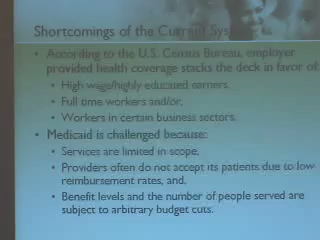 Shortcomings of the Current Sys
• According to the U.S. Census Bureau, employer
provided health coverage stacks the deck in favor of:
• High wage/highly educated earners,
• Full time workers and/or,
• Workers in certain business sectors.
• Medicaid is challenged because:
• Services are limited in scope,
• Providers often do not accept its patients due to low
reimbursement rates, and,
• Benefit levels and the number of people served are
subject to arbitrary budget cuts.